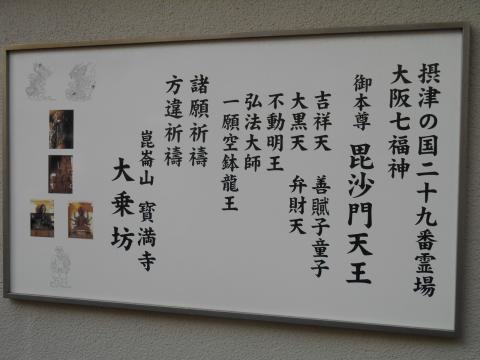 摂津の国二十九番霊場
大阪七福神
御本尊 毘沙門天王
吉祥天 善賦子童子
大黒天 弁財天
不動明王
弘法大師
一願空鉢龍王
諸願祈禱
方違祈禱
崑崙山 寳満寺
大乗坊